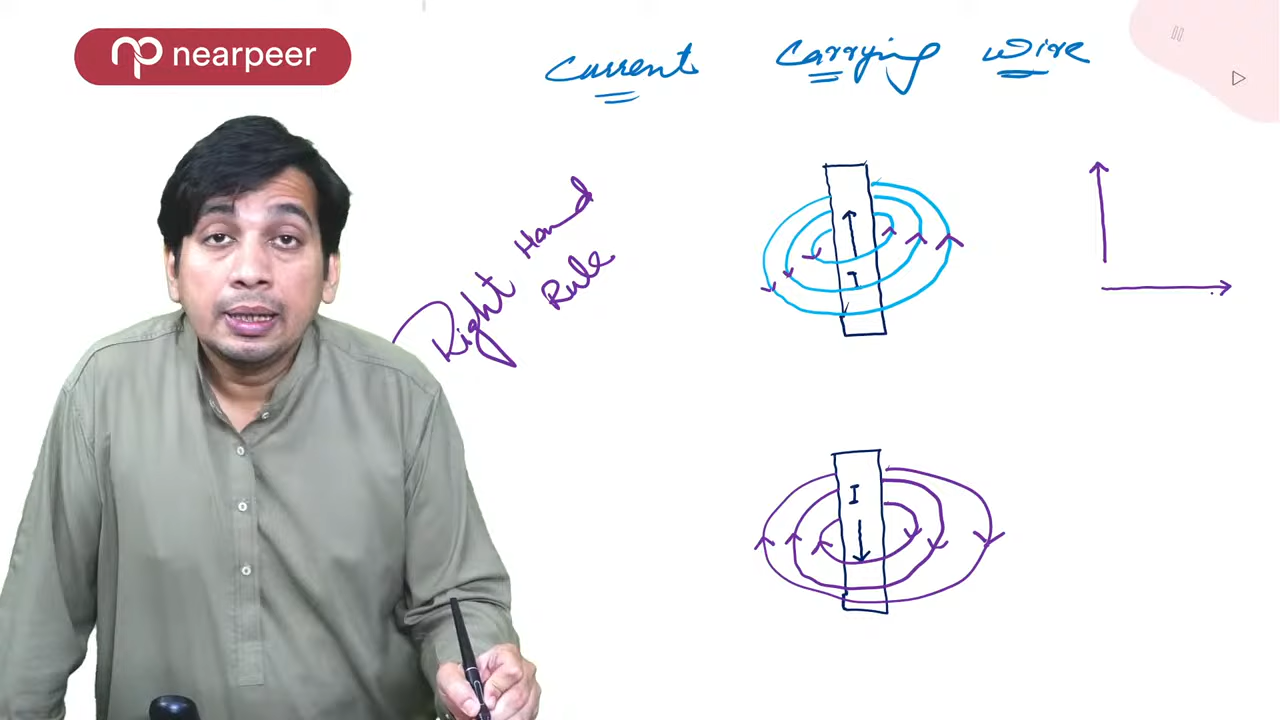 nearpeer
Current Carrying wire
Right Hand
Rule
I
I